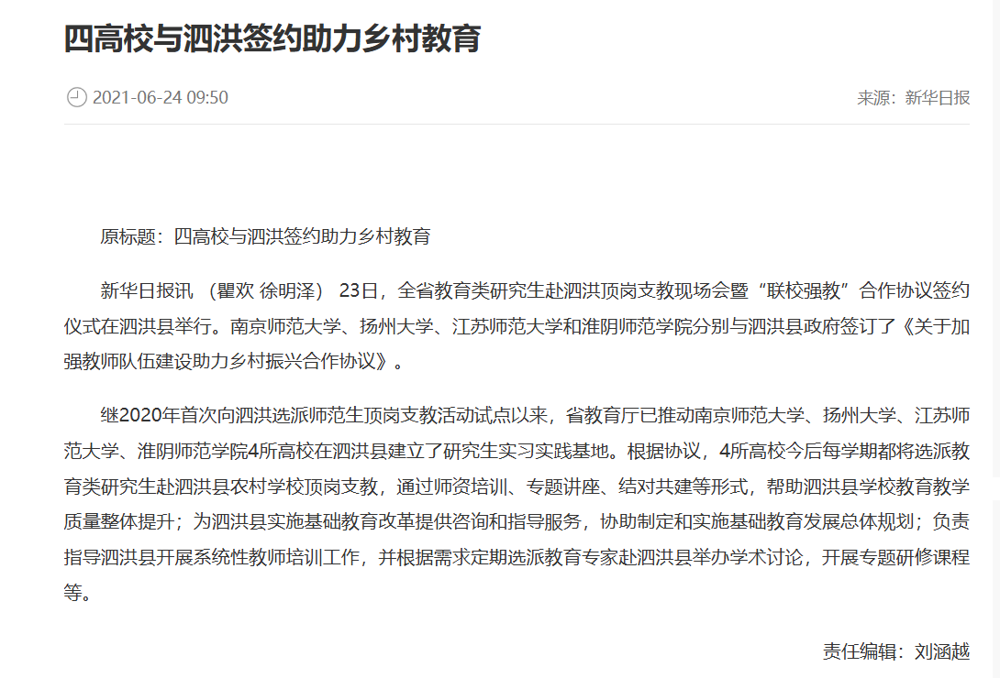 四高校与泗洪签约助力乡村教育
2021-06-24 09:50
来源：新华日报
原标题：四高校与泗洪签约助力乡村教育
新华日报讯 （瞿欢 徐明泽） 23日，全省教育类研究生赴泗洪顶岗支教现场会暨“联校强教”合作协议签约
仪式在泗洪县举行。南京师范大学、扬州大学、江苏师范大学和淮阴师范学院分别与泗洪县政府签订了《关于加
强教师队伍建设助力乡村振兴合作协议》。
继2020年首次向泗洪选派师范生顶岗支教活动试点以来，省教育厅已推动南京师范大学、扬州大学、江苏师
范大学、淮阴师范学院4所高校在泗洪县建立了研究生实习实践基地。根据协议，4所高校今后每学期都将选派教
育类研究生赴泗洪县农村学校顶岗支教，通过师资培训、专题讲座、结对共建等形式，帮助泗洪县学校教育教学
质量整体提升；为泗洪县实施基础教育改革提供咨询和指导服务，协助制定和实施基础教育发展总体规划；负责
指导泗洪县开展系统性教师培训工作，并根据需求定期选派教育专家赴泗洪县举办学术讨论，开展专题研修课程
等。
责任编辑：刘涵越